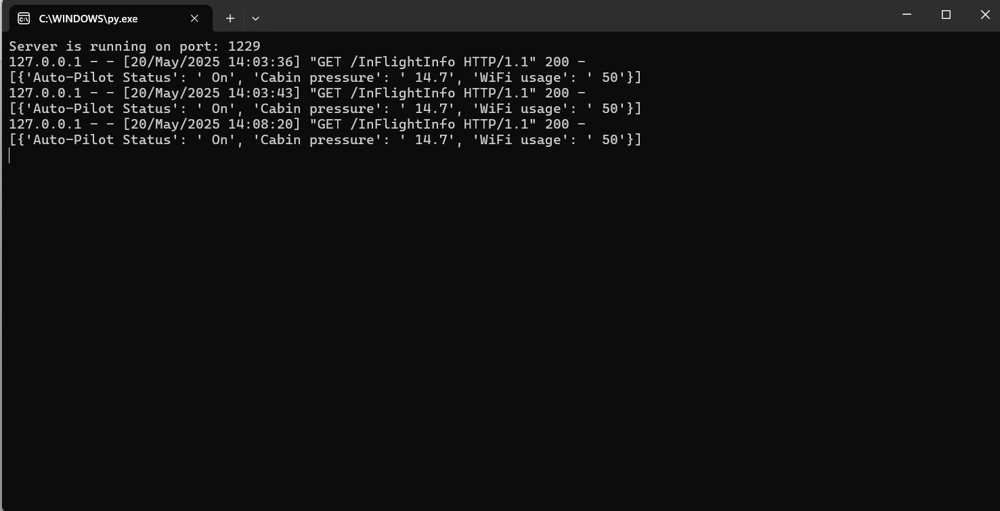 C:\WINDOWS\py.exe
Server is running on port: 1229
127.0.0.1 - - [20/May/2025 14:03:36] "GET /InFlightInfo HTTP/1.1" 200 -
[{'Auto-Pilot Status': ' On', 'Cabin pressure': ' 14.7', 'WiFi usage': ' 50'}]
127.0.0.1 - - [20/May/2025 14:03:43] "GET /InFlightInfo HTTP/1.1" 200 -
[{'Auto-Pilot Status': ' On', 'Cabin pressure': ' 14.7', 'WiFi usage': ' 50'}]
127.0.0.1 - - [20/May/2025 14:08:20] "GET /InFlightInfo HTTP/1.1" 200 -
[{'Auto-Pilot Status': ' On', 'Cabin pressure': ' 14.7', 'WiFi usage': ' 50'}]